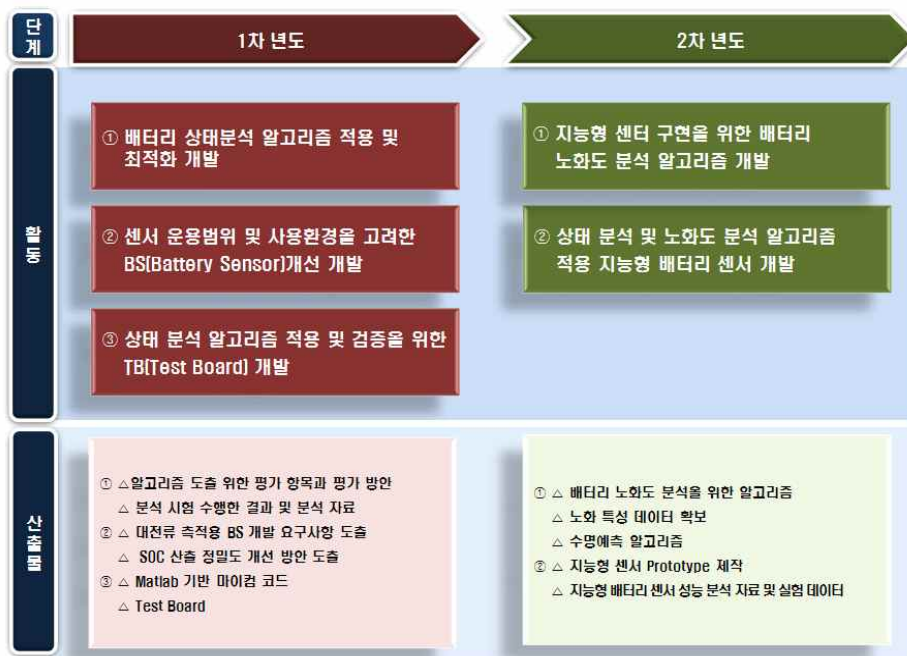 단계
1차 년도
2차 년도
활동
① 배터리 상태분석 알고리즘 적용 및
최적화 개발
② 센서 운용범위 및 사용환경을 고려한
BS(Battery Sensor)개선 개발
③ 상태 분석 알고리즘 적용 및 검증을 위한
TB(Test Board) 개발
① 지능형 센터 구현을 위한 배터리
노화도 분석 알고리즘 개발
② 상태 분석 및 노화도 분석 알고리즘
적용 지능형 배터리 센서 개발
산출물
① △알고리즘 도출 위한 평가 항목과 평가 방안
△ 분석 시험 수행한 결과 및 분석 자료
② △ 대전류 측적용 BS 개발 요구사항 도출
△ SOC 산출 정밀도 개선 방안 도출
③ △ Matlab 기반 마이컴 코드
△ Test Board
① △ 배터리 노화도 분석을 위한 알고리즘
△ 노화 특성 데이터 확보
△ 수명예측 알고리즘
② △ 지능형 센서 Prototype 제작
△ 지능형 배터리 센서 성능 분석 자료 및 실험 데이터